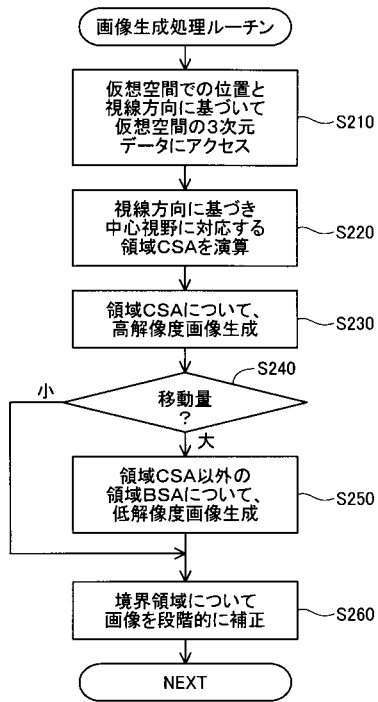 画像生成処理ルーチン
仮想空間での位置と
視線方向に基づいて
仮想空間の3次元
データにアクセス
S210
視線方向に基づき
中心視野に対応する
領域CSAを演算
S220
領域CSAについて、
高解像度画像生成
S230
S240
小
移動量
?
大
領域CSA以外の
領域BSAについて、
低解像度画像生成
S250
境界領域について
画像を段階的に補正
S260
NEXT